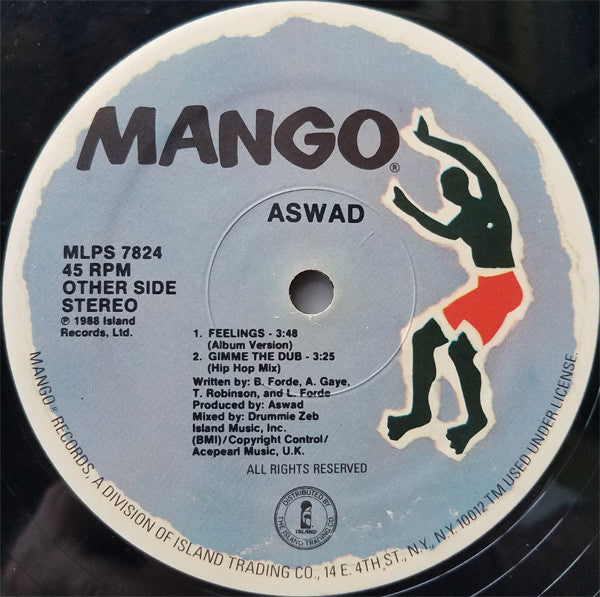 MANGO®
ASWAD
MLPS 7824
45 RPM
OTHER SIDE
STEREO
℗ 1988 Island
Records, Ltd.
1. FEELINGS - 3:48
(Album Version)
2. GIMME THE DUB - 3:25
(Hip Hop Mix)
Written by: B. Forde, A. Gaye,
T. Robinson, and L. Forde
Produced by: Aswad
Mixed by: Drummie Zeb
Island Music, Inc.
(BMI)/Copyright Control/
Acepearl Music, U.K.
ALL RIGHTS RESERVED
DISTRIBUTED BY
ISLAND
THE ISLAND TRADING CO.
MANGO® RECORDS, A DIVISION OF ISLAND TRADING CO., 14 E. 4TH ST., N.Y., N.Y. 10012 TM USED UNDER LICENSE.